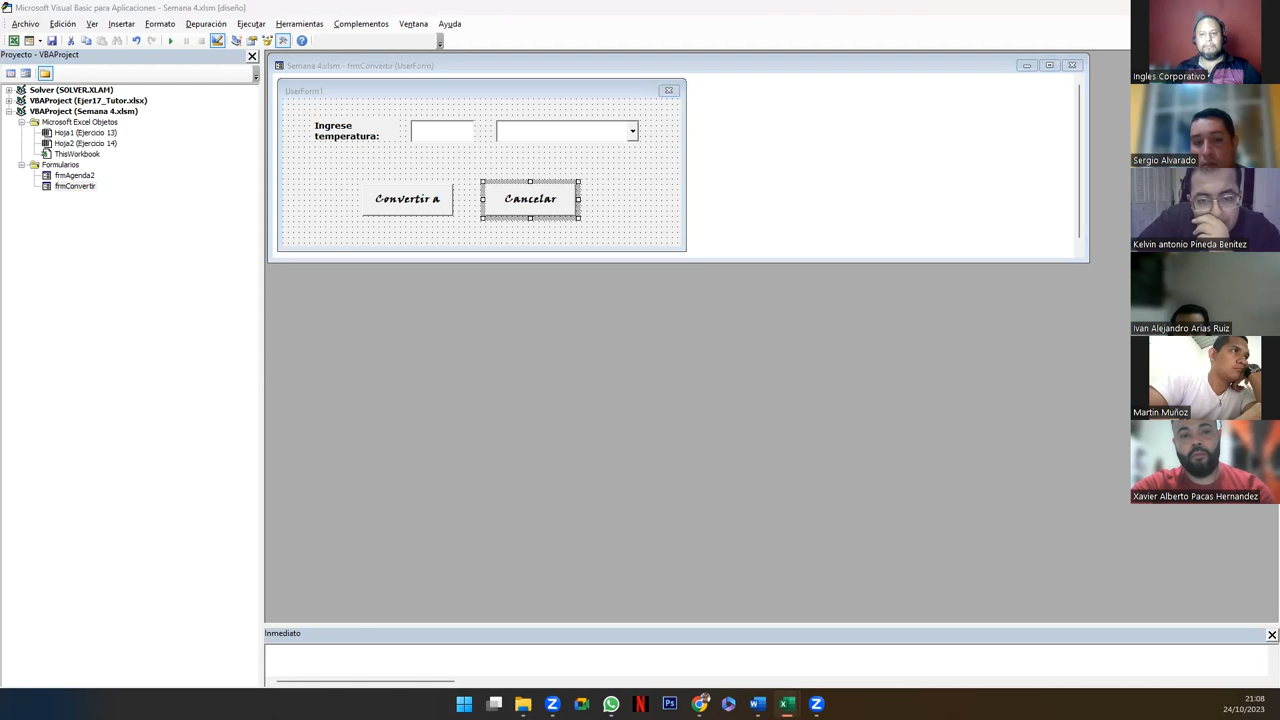 Microsoft Visual Basic para Aplicaciones - Semana 4.xlsm [diseño]
Archivo Edición Ver Insertar Formato Depuración Ejecutar Herramientas Complementos Ventana Ayuda
Proyecto - VBAProject
Solver (SOLVER.XLAM)
VBAProject (Ejer17_Tutor.xlsx)
VBAProject (Semana 4.xlsm)
Microsoft Excel Objetos
Hoja1 (Ejercicio 13)
Hoja2 (Ejercicio 14)
ThisWorkbook
Formularios
frmAgenda2
frmConvertir
Semana 4.xlsm - frmConvertir (UserForm)
UserForm1
Ingrese
temperatura:
Convertir a
Cancelar
Inmediato
Ingles Corporativo
Sergio Alvarado
Kelvin antonio Pineda Benitez
Ivan Alejandro Arias Ruiz
Martin Muñoz
Xavier Alberto Pacas Hernandez
21:08
24/10/2023